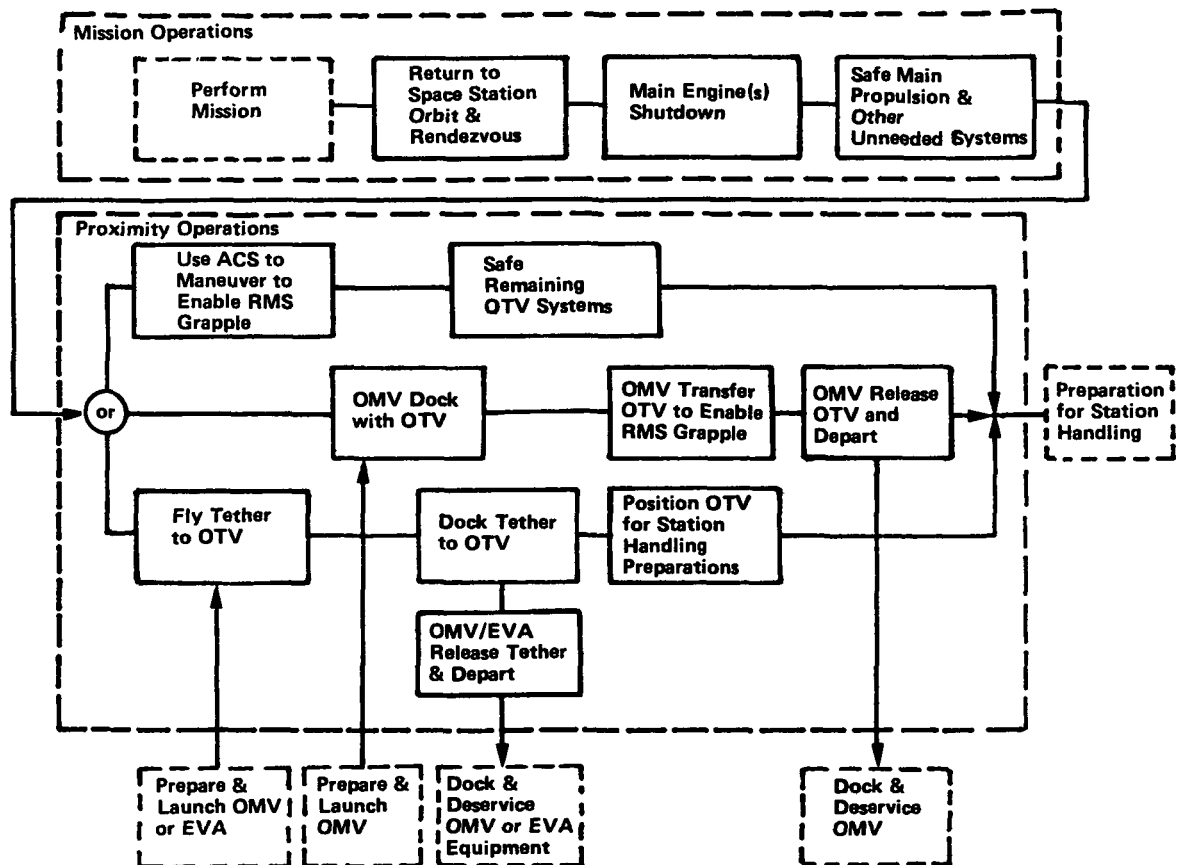 Mission Operations
Perform
Mission
Return to
Space Station
Orbit &
Rendezvous
Main Engine(s)
Shutdown
Safe Main
Propulsion &
Other
Unneeded Systems
Proximity Operations
Use ACS to
Maneuver to
Enable RMS
Grapple
Safe
Remaining
OTV Systems
or
OMV Dock
with OTV
OMV Transfer
OTV to Enable
RMS Grapple
OMV Release
OTV and
Depart
Preparation
for Station
Handling
Fly Tether
to OTV
Dock Tether
to OTV
Position OTV
for Station
Handling
Preparations
OMV/EVA
Release Tether
& Depart
Prepare &
Launch OMV
or EVA
Prepare &
Launch
OMV
Dock &
Deservice
OMV or EVA
Equipment
Dock &
Deservice
OMV